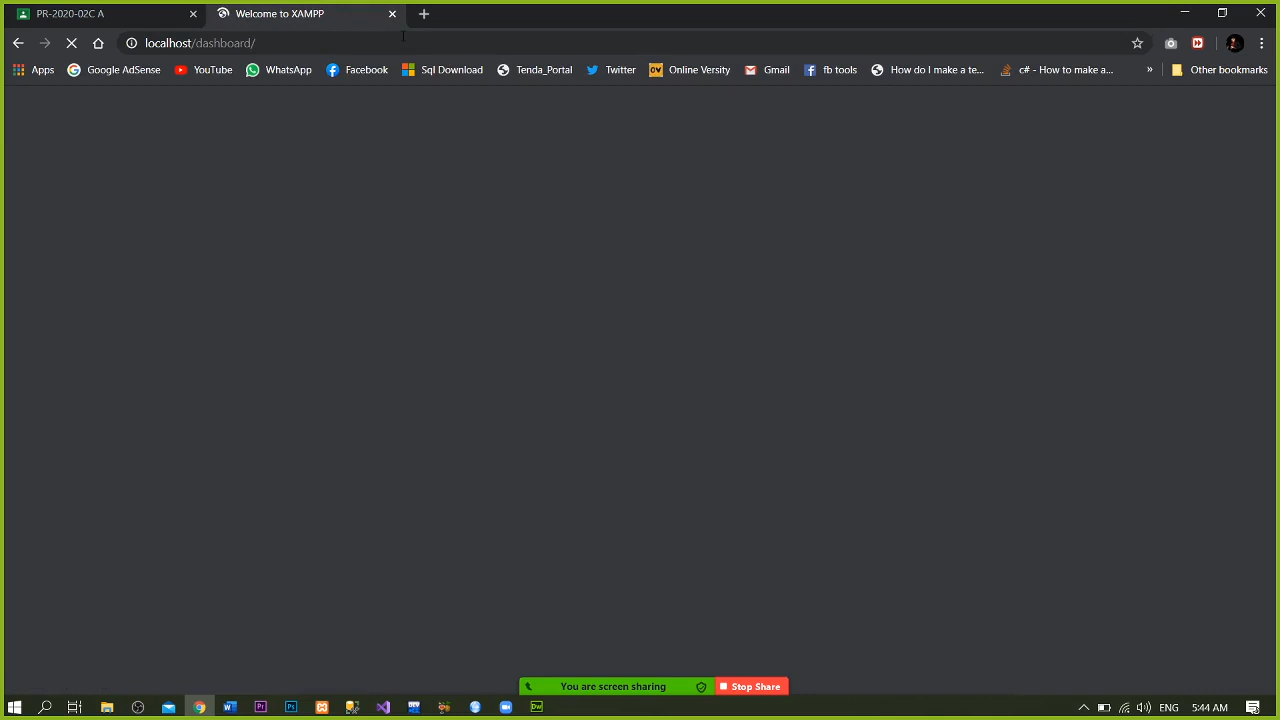 PR-2020-02C A
Welcome to XAMPP
localhost/dashboard/
Apps Google AdSense YouTube WhatsApp Facebook Sql Download Tenda_Portal Twitter Online Versity Gmail fb tools How do I make a te... c# - How to make a... » Other bookmarks
You are screen sharing Stop Share
ENG 5:44 AM